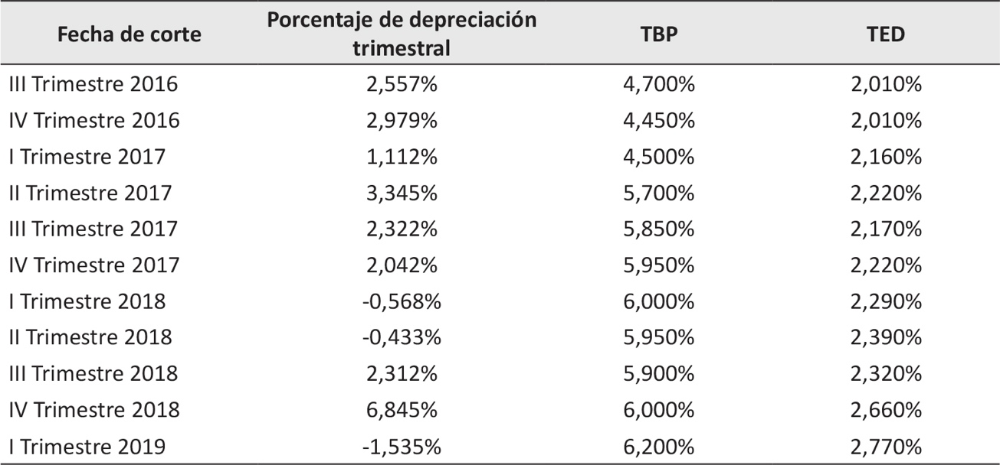 Fecha de corte Porcentaje de depreciación trimestral TBP TED
III Trimestre 2016 2,557% 4,700% 2,010%
IV Trimestre 2016 2,979% 4,450% 2,010%
I Trimestre 2017 1,112% 4,500% 2,160%
II Trimestre 2017 3,345% 5,700% 2,220%
III Trimestre 2017 2,322% 5,850% 2,170%
IV Trimestre 2017 2,042% 5,950% 2,220%
I Trimestre 2018 -0,568% 6,000% 2,290%
II Trimestre 2018 -0,433% 5,950% 2,390%
III Trimestre 2018 2,312% 5,900% 2,320%
IV Trimestre 2018 6,845% 6,000% 2,660%
I Trimestre 2019 -1,535% 6,200% 2,770%